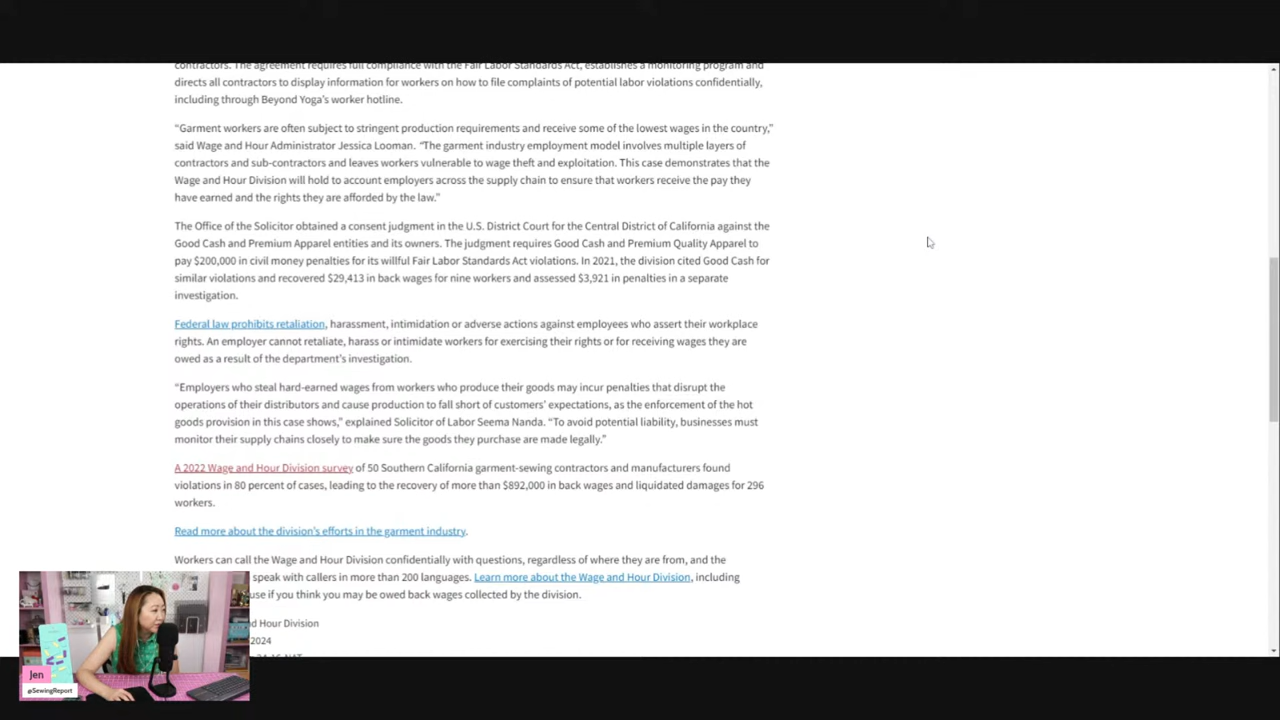 contractors. The agreement requires full compliance with the Fair Labor Standards Act, establishes a monitoring program and
directs all contractors to display information for workers on how to file complaints of potential labor violations confidentially,
including through Beyond Yoga's worker hotline.
“Garment workers are often subject to stringent production requirements and receive some of the lowest wages in the country,”
said Wage and Hour Administrator Jessica Looman. “The garment industry employment model involves multiple layers of
contractors and sub-contractors and leaves workers vulnerable to wage theft and exploitation. This case demonstrates that the
Wage and Hour Division will hold to account employers across the supply chain to ensure that workers receive the pay they
have earned and the rights they are afforded by the law.”
The Office of the Solicitor obtained a consent judgment in the U.S. District Court for the Central District of California against the
Good Cash and Premium Apparel entities and its owners. The judgment requires Good Cash and Premium Quality Apparel to
pay $200,000 in civil money penalties for its willful Fair Labor Standards Act violations. In 2021, the division cited Good Cash for
similar violations and recovered $29,413 in back wages for nine workers and assessed $3,921 in penalties in a separate
investigation.
Federal law prohibits retaliation, harassment, intimidation or adverse actions against employees who assert their workplace
rights. An employer cannot retaliate, harass or intimidate workers for exercising their rights or for receiving wages they are
owed as a result of the department's investigation.
“Employers who steal hard-earned wages from workers who produce their goods may incur penalties that disrupt the
operations of their distributors and cause production to fall short of customers' expectations, as the enforcement of the hot
goods provision in this case shows,” explained Solicitor of Labor Seema Nanda. “To avoid potential liability, businesses must
monitor their supply chains closely to make sure the goods they purchase are made legally.”
A 2022 Wage and Hour Division survey of 50 Southern California garment-sewing contractors and manufacturers found
violations in 80 percent of cases, leading to the recovery of more than $892,000 in back wages and liquidated damages for 296
workers.
Read more about the division's efforts in the garment industry.
Workers can call the Wage and Hour Division confidentially with questions, regardless of where they are from, and the
speak with callers in more than 200 languages. Learn more about the Wage and Hour Division, including
use if you think you may be owed back wages collected by the division.
d Hour Division
2024
Jen
@SewingReport